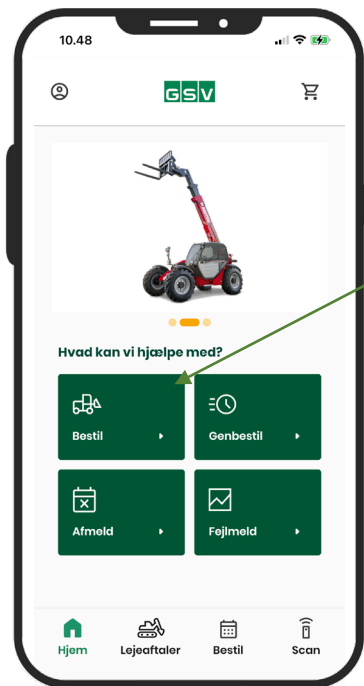 10.48
GSV
Hvad kan vi hjælpe med?
Bestil
Genbestil
Afmeld
Fejlmeld
Hjem
Lejeaftaler
Bestil
Scan